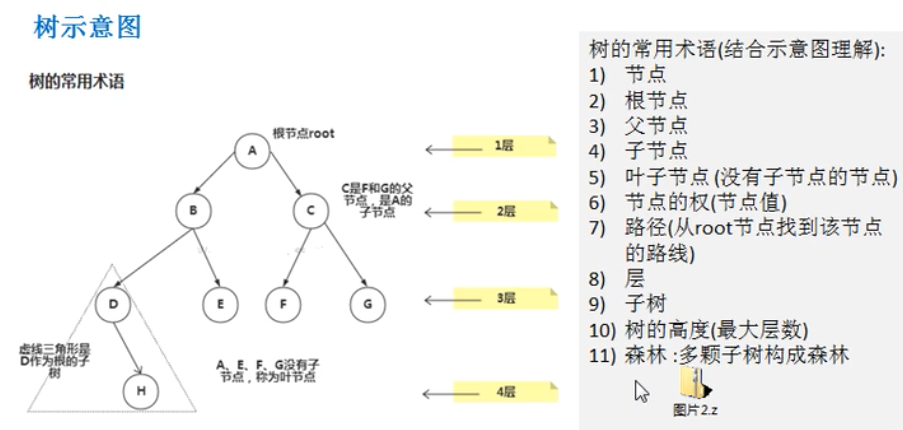 树示意图
树的常用术语
根节点root
A
1层
C是F和G的父
节点，是A的
子节点
B
C
2层
D
E
F
G
3层
虚线三角形是
D作为根的子
树
A、E、F、G没有子
节点，称为叶节点
H
4层
树的常用术语(结合示意图理解):
1) 节点
2) 根节点
3) 父节点
4) 子节点
5) 叶子节点 (没有子节点的节点)
6) 节点的权(节点值)
7) 路径(从root节点找到该节点
的路线)
8) 层
9) 子树
10) 树的高度(最大层数)
11) 森林 :多颗子树构成森林
图片2.z